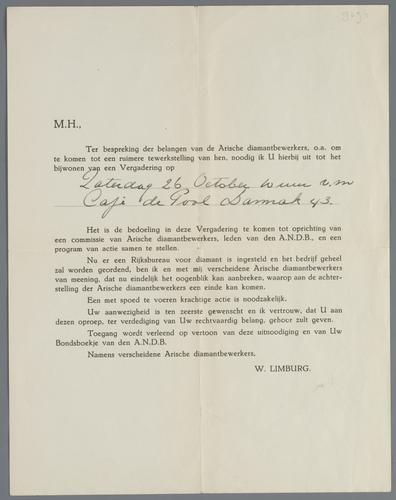 M.H.,
Ter bespreking der belangen van de Arische diamantbewerkers, o.a. om
te komen tot een ruimere tewerkstelling van hen, noodig ik U hierbij uit tot het
bijwonen van een Vergadering op
Zaterdag 26 October 10 uur v.m
Café de Pool Damrak 43.
Het is de bedoeling in deze Vergadering te komen tot oprichting van
een commissie van Arische diamantbewerkers, leden van den A.N.D.B., en een
program van actie samen te stellen.
Nu er een Rijksbureau voor diamant is ingesteld en het bedrijf geheel
zal worden geordend, ben ik en met mij verscheidene Arische diamantbewerkers
van meening, dat nu eindelijk het oogenblik kan aanbreken, waarop aan de achter-
stelling der Arische diamantbewerkers een einde kan komen.
Een met spoed te voeren krachtige actie is noodzakelijk.
Uw aanwezigheid is ten zeerste gewenscht en ik vertrouw, dat U aan
dezen oproep, ter verdediging van Uw rechtvaardig belang, gehoor zult geven.
Toegang wordt verleend op vertoon van deze uitnoodiging en van Uw
Bondsboekje van den A.N.D.B.
Namens verscheidene Arische diamantbewerkers,
W. LIMBURG.